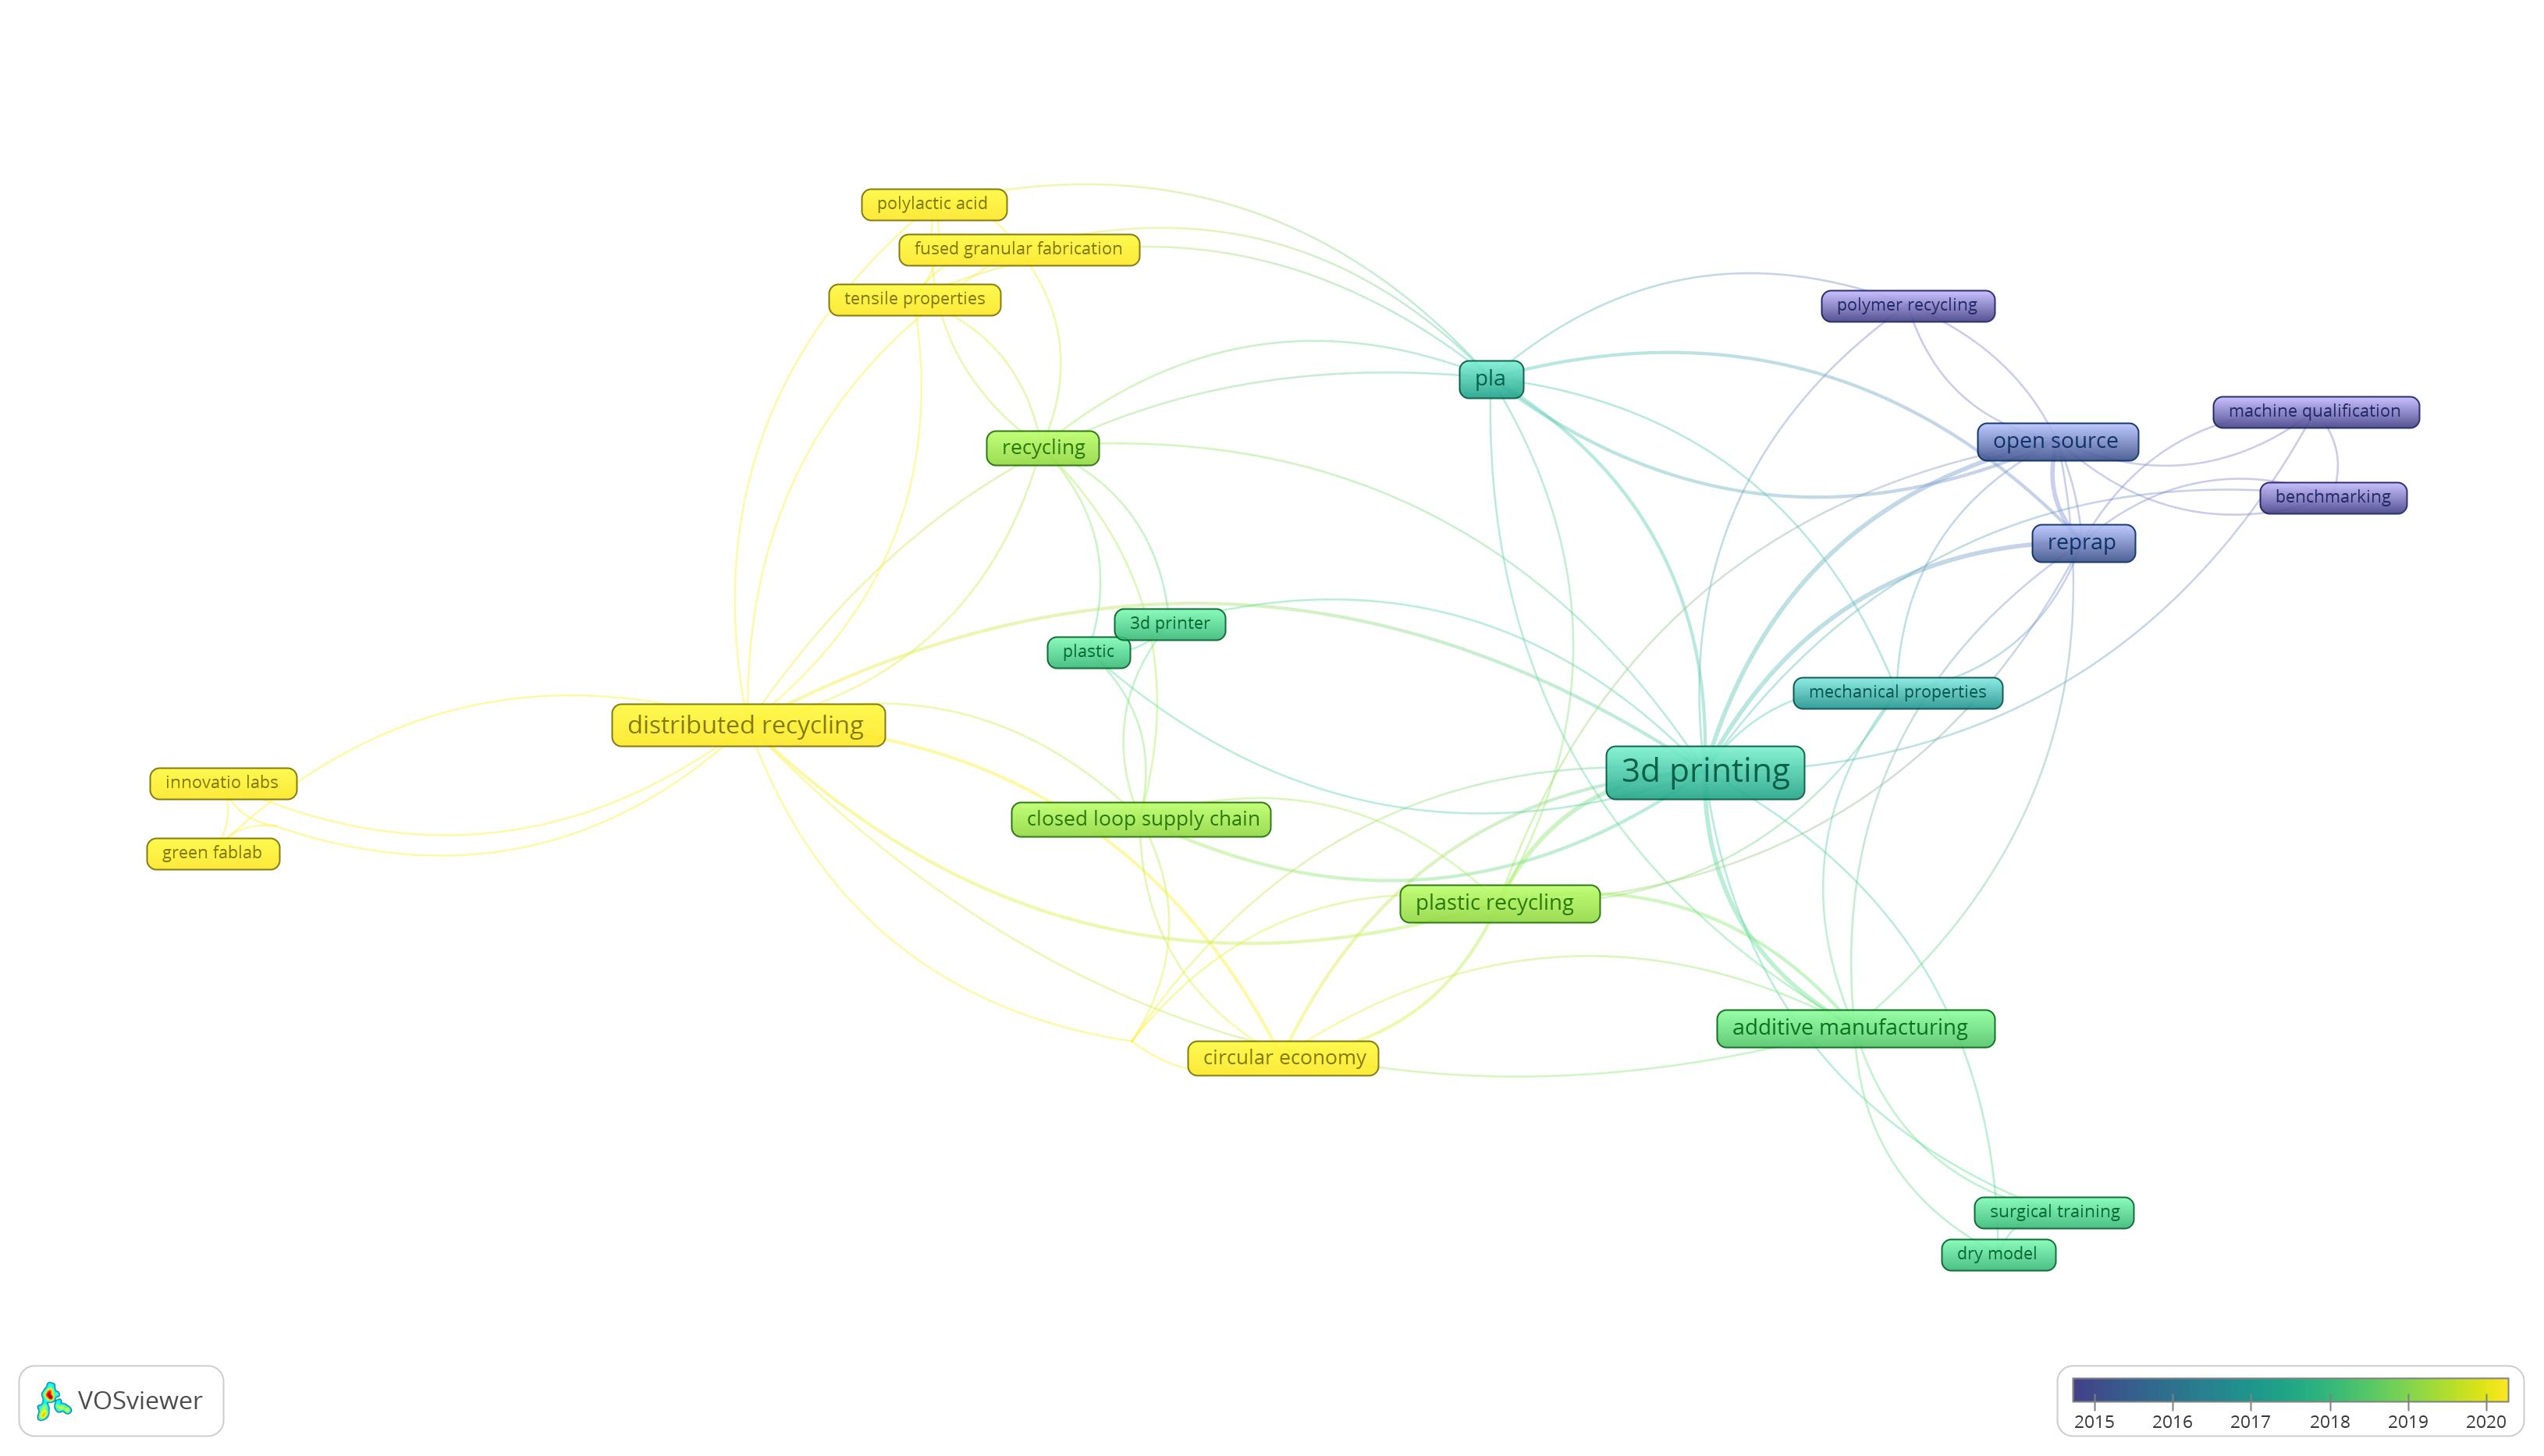 polylactic acid
fused granular fabrication
tensile properties
polymer recycling
pla
machine qualification
open source
recycling
benchmarking
reprap
3d printer
plastic
mechanical properties
distributed recycling
3d printing
innovatio labs
closed loop supply chain
green fablab
plastic recycling
additive manufacturing
circular economy
surgical training
dry model
VOSviewer
2015 2016 2017 2018 2019 2020